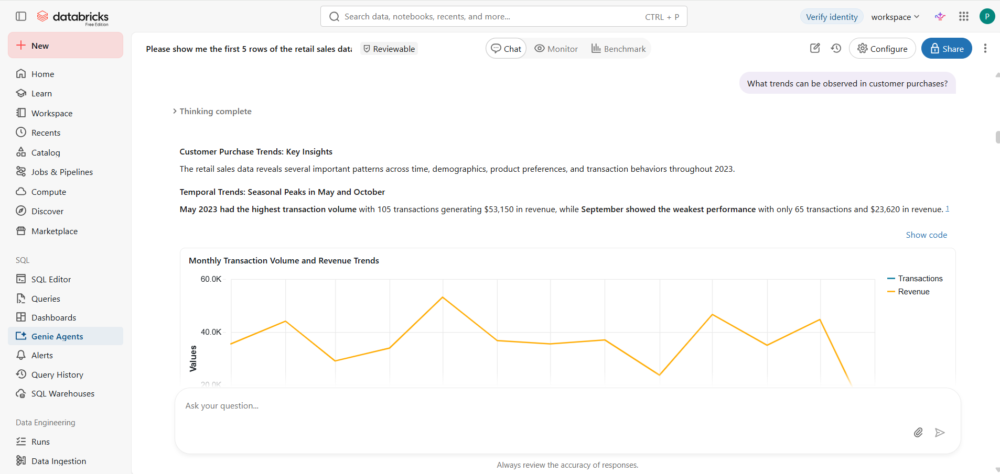 databricks
Free Edition
Search data, notebooks, recents, and more...
CTRL + P
Verify identity
workspace
P
New
Home
Learn
Workspace
Recents
Catalog
Jobs & Pipelines
Compute
Discover
Marketplace
SQL
SQL Editor
Queries
Dashboards
Genie Agents
Alerts
Query History
SQL Warehouses
Data Engineering
Runs
Data Ingestion
Please show me the first 5 rows of the retail sales data
Reviewable
Chat
Monitor
Benchmark
Configure
Share
What trends can be observed in customer purchases?
Thinking complete
Customer Purchase Trends: Key Insights
The retail sales data reveals several important patterns across time, demographics, product preferences, and transaction behaviors throughout 2023.
Temporal Trends: Seasonal Peaks in May and October
May 2023 had the highest transaction volume with 105 transactions generating $53,150 in revenue, while September showed the weakest performance with only 65 transactions and $23,620 in revenue. 1
Show code
Monthly Transaction Volume and Revenue Trends
60.0K
40.0K
20.0K
Values
Transactions
Revenue
Ask your question...
Always review the accuracy of responses.